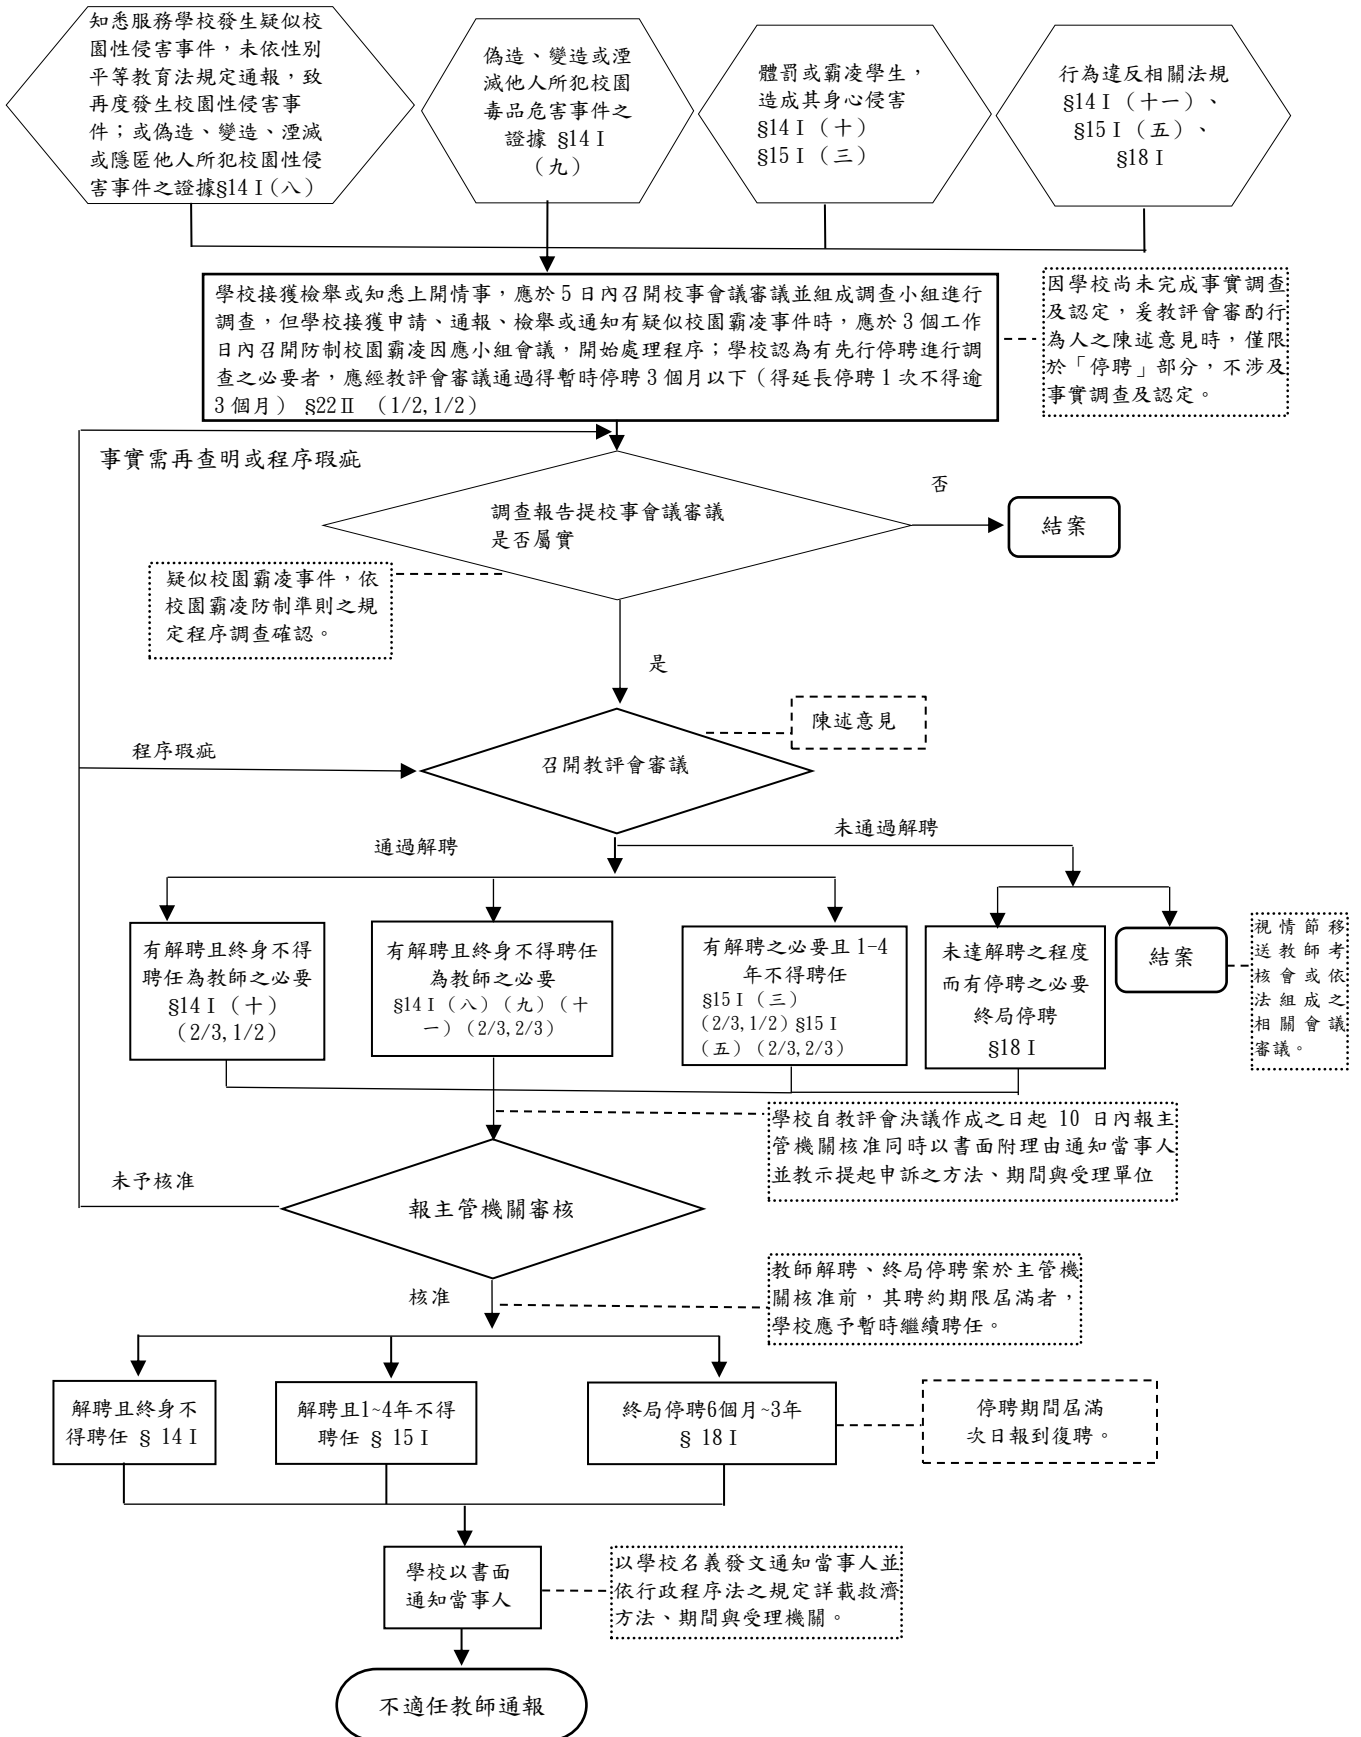 知悉服務學校發生疑似校
園性侵害事件，未依性別
平等教育法規定通報，致
再度發生校園性侵害事
件；或偽造、變造、湮滅
或隱匿他人所犯校園性侵
害事件之證據§14Ⅰ(八)
偽造、變造或湮
滅他人所犯校園
毒品危害事件之
證據 §14Ⅰ
（九）
體罰或霸凌學生，
造成其身心侵害
§14Ⅰ（十）
§15Ⅰ（三）
行為違反相關法規
§14Ⅰ（十一）、
§15Ⅰ（五）、
§18Ⅰ
學校接獲檢舉或知悉上開情事，應於 5 日內召開校事會議審議並組成調查小組進行
調查，但學校接獲申請、通報、檢舉或通知有疑似校園霸凌事件時，應於 3 個工作
日內召開防制校園霸凌因應小組會議，開始處理程序；學校認為有先行停聘進行調
查之必要者，應經教評會審議通過得暫時停聘 3 個月以下（得延長停聘 1 次不得逾
3 個月） §22Ⅱ （1/2,1/2）
因學校尚未完成事實調查
及認定，爰教評會審酌行
為人之陳述意見時，僅限
於「停聘」部分，不涉及
事實調查及認定。
事實需再查明或程序瑕疵
調查報告提校事會議審議
是否屬實
否
結案
疑似校園霸凌事件，依
校園霸凌防制準則之規
定程序調查確認。
是
陳述意見
程序瑕疵
召開教評會審議
通過解聘
未通過解聘
有解聘且終身不得
聘任為教師之必要
§14Ⅰ（十）
(2/3,1/2)
有解聘且終身不得聘任
為教師之必要
§14Ⅰ（八）（九）（十
一）（2/3,2/3）
有解聘之必要且 1-4
年不得聘任
§15Ⅰ（三）
(2/3,1/2) §15Ⅰ
（五）（2/3,2/3）
未達解聘之程度
而有停聘之必要
終局停聘
§18Ⅰ
結案
視情節移
送教師考
核會或依
法組成之
相關會議
審議。
學校自教評會決議作成之日起 10 日內報主
管機關核准同時以書面附理由通知當事人
並教示提起申訴之方法、期間與受理單位
未予核准
報主管機關審核
核准
教師解聘、終局停聘案於主管機
關核准前，其聘約期限屆滿者，
學校應予暫時繼續聘任。
解聘且終身不
得聘任 § 14Ⅰ
解聘且1~4年不得
聘任 § 15Ⅰ
終局停聘6個月~3年
§ 18Ⅰ
停聘期間屆滿
次日報到復聘。
學校以書面
通知當事人
以學校名義發文通知當事人並
依行政程序法之規定詳載救濟
方法、期間與受理機關。
不適任教師通報